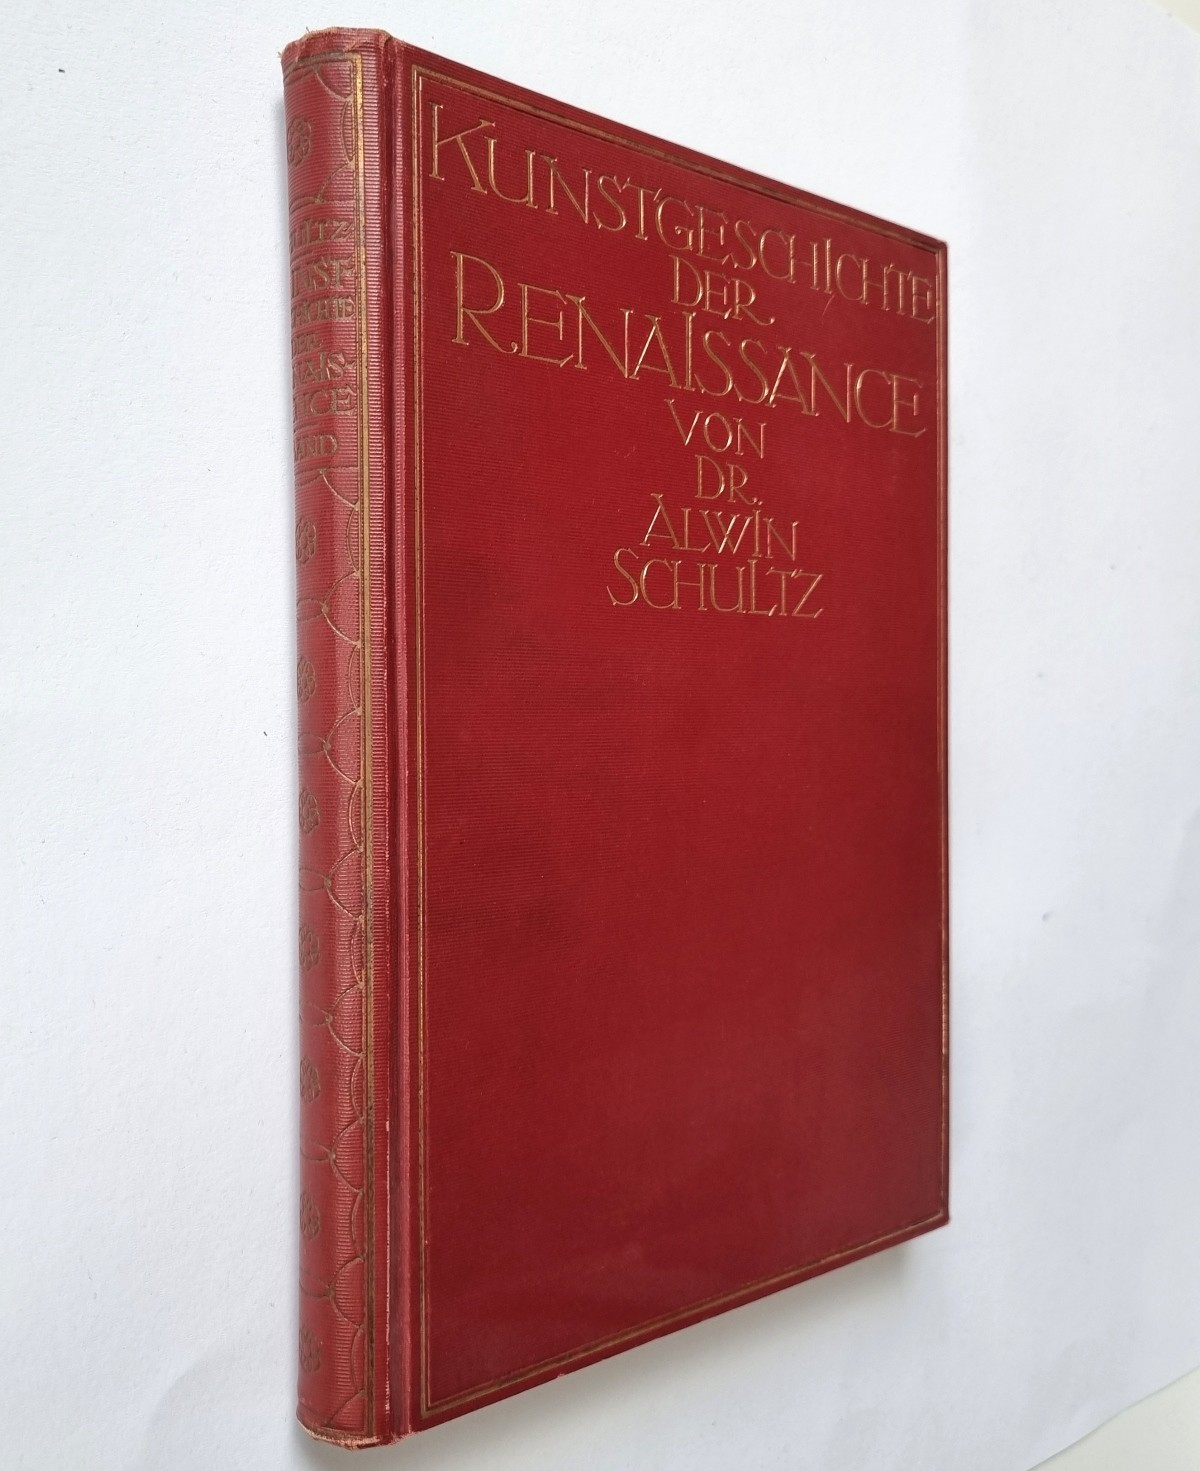 KUNSTGESCHICHTE
DER
RENAISSANCE
VON
DR.
ALWIN
SCHULTZ